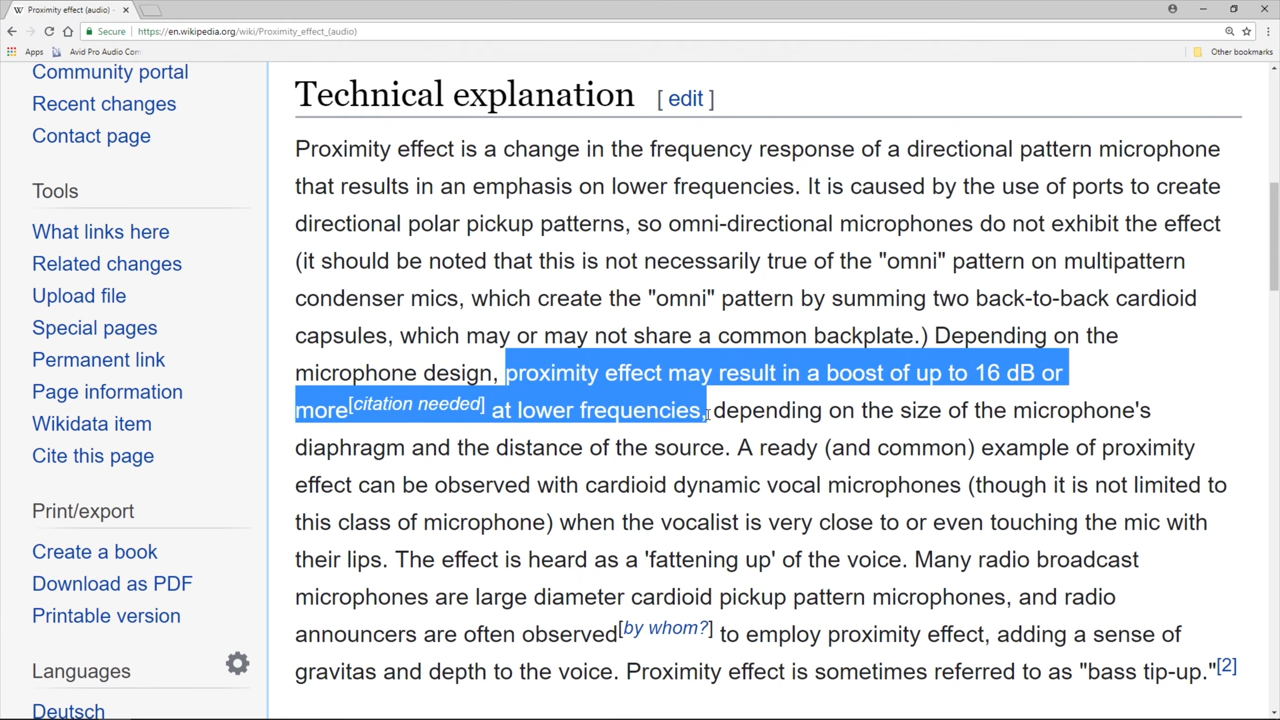 Proximity effect (audio)
Secure
https://en.wikipedia.org/wiki/Proximity_effect_(audio)
Apps
Avid Pro Audio Com
Other bookmarks
Community portal
Recent changes
Contact page
Tools
What links here
Related changes
Upload file
Special pages
Permanent link
Page information
Wikidata item
Cite this page
Print/export
Create a book
Download as PDF
Printable version
Languages
Deutsch
Technical explanation [ edit ]
Proximity effect is a change in the frequency response of a directional pattern microphone
that results in an emphasis on lower frequencies. It is caused by the use of ports to create
directional polar pickup patterns, so omni-directional microphones do not exhibit the effect
(it should be noted that this is not necessarily true of the "omni" pattern on multipattern
condenser mics, which create the "omni" pattern by summing two back-to-back cardioid
capsules, which may or may not share a common backplate.) Depending on the
microphone design, proximity effect may result in a boost of up to 16 dB or
more[citation needed] at lower frequencies, depending on the size of the microphone's
diaphragm and the distance of the source. A ready (and common) example of proximity
effect can be observed with cardioid dynamic vocal microphones (though it is not limited to
this class of microphone) when the vocalist is very close to or even touching the mic with
their lips. The effect is heard as a 'fattening up' of the voice. Many radio broadcast
microphones are large diameter cardioid pickup pattern microphones, and radio
announcers are often observed[by whom?] to employ proximity effect, adding a sense of
gravitas and depth to the voice. Proximity effect is sometimes referred to as "bass tip-up."[2]